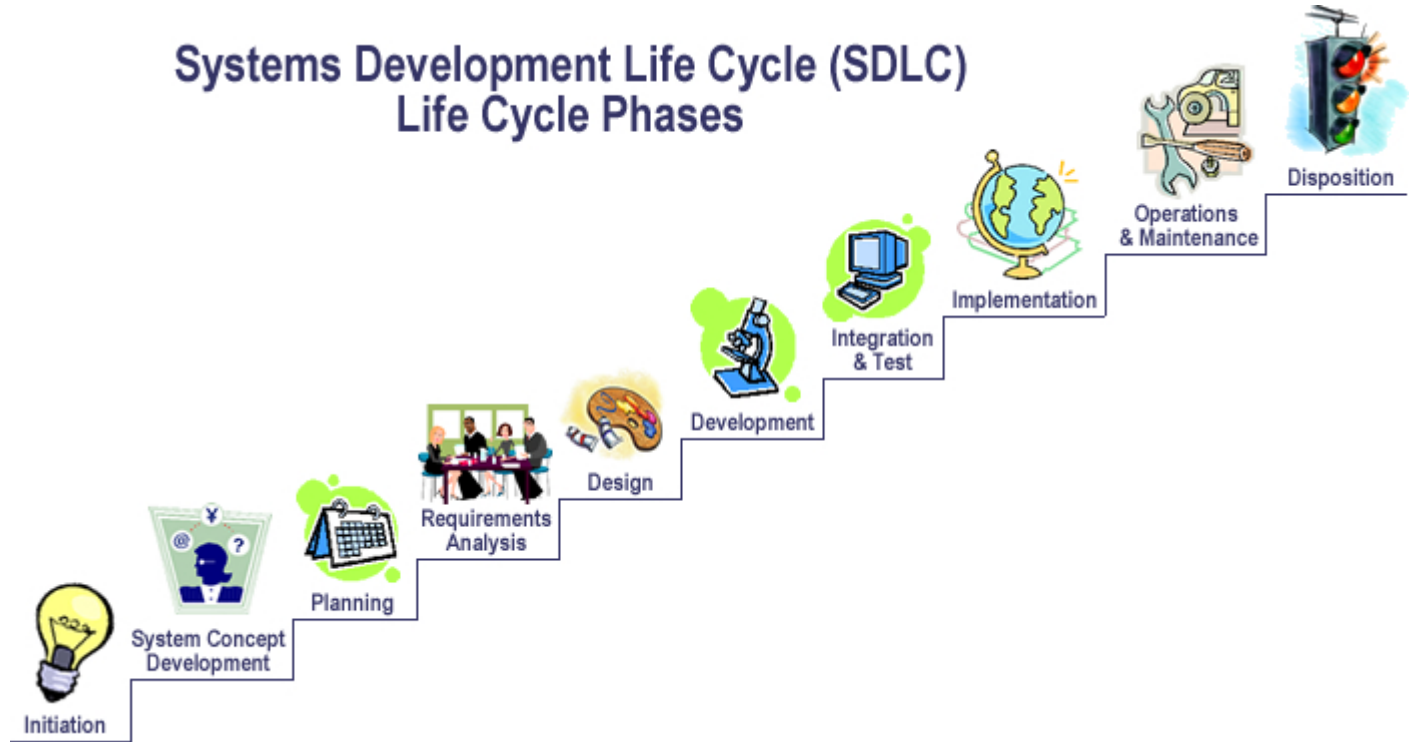 Systems Development Life Cycle (SDLC)
Life Cycle Phases
Initiation
@
¥
?
System Concept
Development
Planning
Requirements
Analysis
Design
Development
Integration
& Test
Implementation
Operations
& Maintenance
Disposition